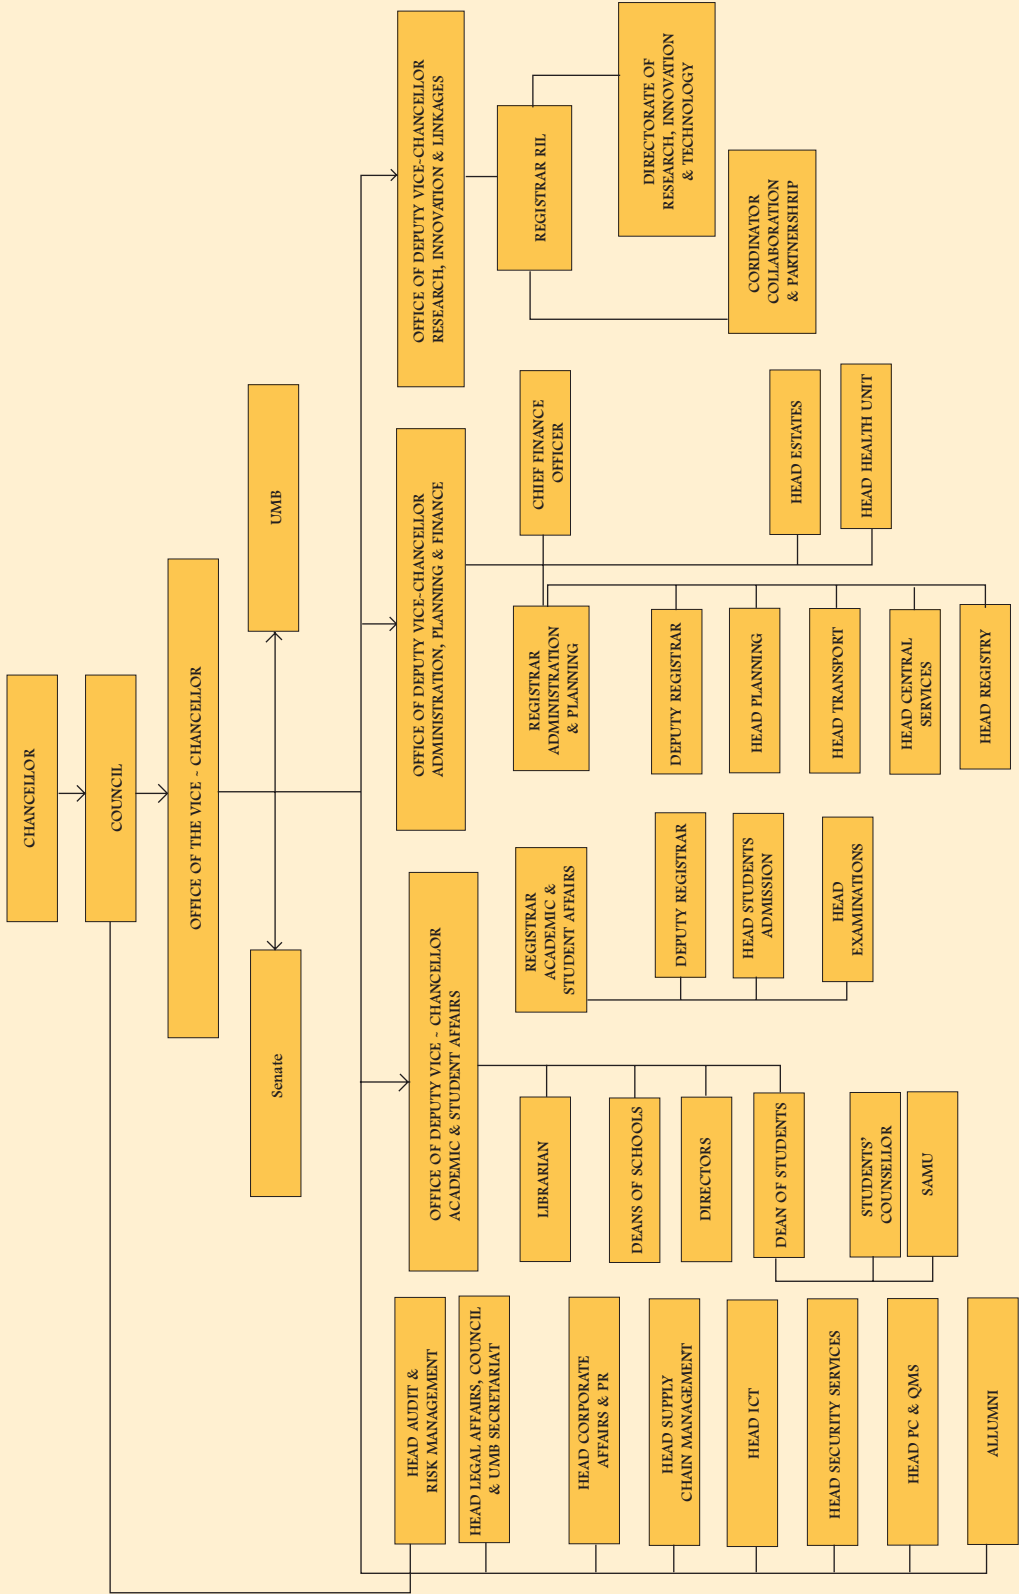 CHANCELLOR
COUNCIL
OFFICE OF THE VICE - CHANCELLOR
Senate
UMB
HEAD AUDIT &
RISK MANAGEMENT
HEAD LEGAL AFFAIRS, COUNCIL
& UMB SECRETARIAT
HEAD CORPORATE
AFFAIRS & PR
HEAD SUPPLY
CHAIN MANAGEMENT
HEAD ICT
HEAD SECURITY SERVICES
HEAD PC & QMS
ALLUMNI
OFFICE OF DEPUTY VICE - CHANCELLOR
ACADEMIC & STUDENT AFFAIRS
LIBRARIAN
DEANS OF SCHOOLS
DIRECTORS
DEAN OF STUDENTS
STUDENTS'
COUNSELLOR
SAMU
REGISTRAR
ACADEMIC &
STUDENT AFFAIRS
DEPUTY REGISTRAR
HEAD STUDENTS
ADMISSION
HEAD
EXAMINATIONS
OFFICE OF DEPUTY VICE-CHANCELLOR
ADMINISTRATION, PLANNING & FINANCE
REGISTRAR
ADMINISTRATION
& PLANNING
DEPUTY REGISTRAR
HEAD PLANNING
HEAD TRANSPORT
HEAD CENTRAL
SERVICES
HEAD REGISTRY
CHIEF FINANCE
OFFICER
HEAD ESTATES
HEAD HEALTH UNIT
OFFICE OF DEPUTY VICE-CHANCELLOR
RESEARCH, INNOVATION & LINKAGES
REGISTRAR RIL
CORDINATOR
COLLABORATION
& PARTNERSHRIP
DIRECTORATE OF
RESEARCH, INNOVATION
& TECHNOLOGY